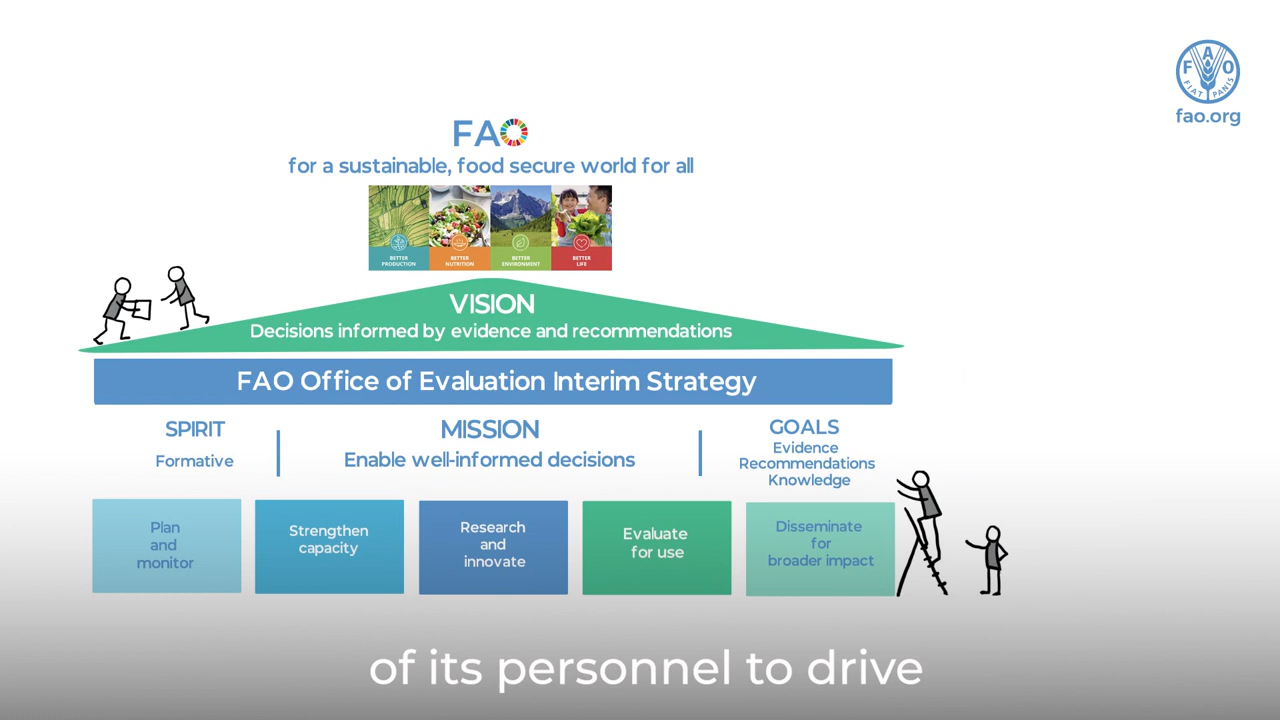 FAO
FIAT PANIS
fao.org
FAO
for a sustainable, food secure world for all
BETTER
PRODUCTION
BETTER
NUTRITION
BETTER
ENVIRONMENT
BETTER
LIFE
VISION
Decisions informed by evidence and recommendations
FAO Office of Evaluation Interim Strategy
SPIRIT
Formative
MISSION
Enable well-informed decisions
GOALS
Evidence
Recommendations
Knowledge
Plan
and
monitor
Strengthen
capacity
Research
and
innovate
Evaluate
for use
Disseminate
for
broader impact
of its personnel to drive